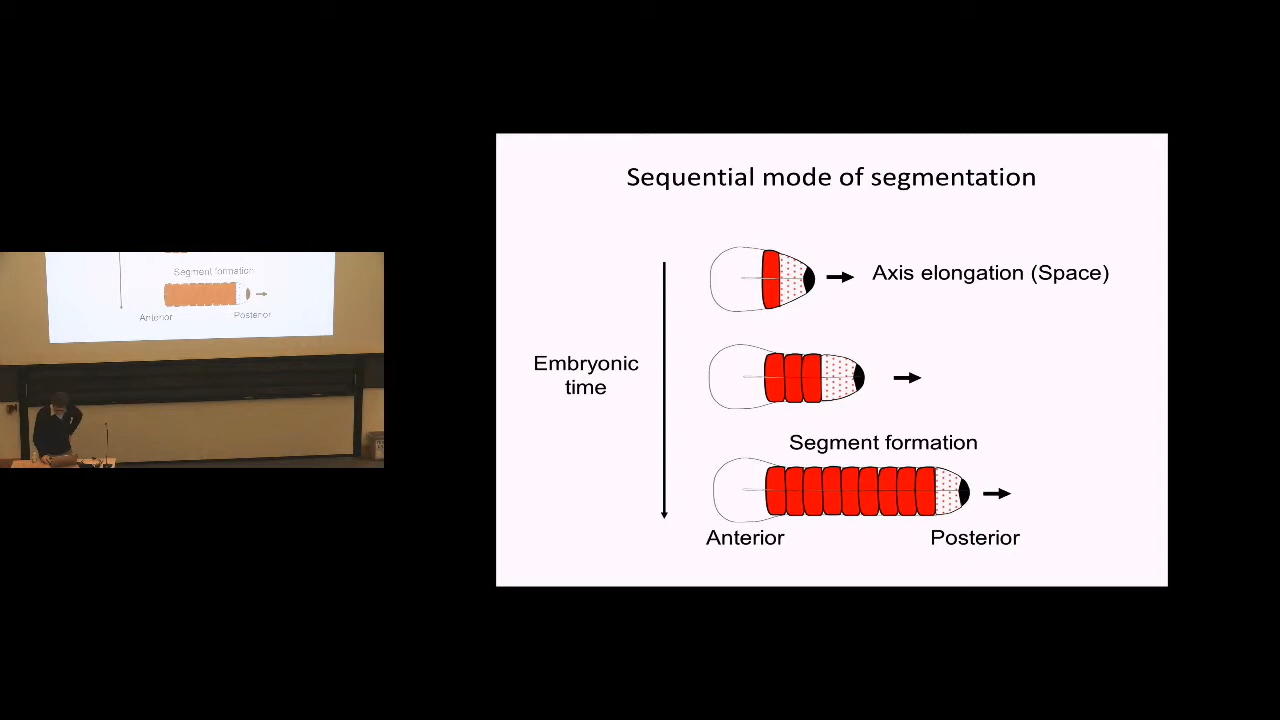 Sequential mode of segmentation
Axis elongation (Space)
Embryonic
time
Segment formation
Anterior
Posterior
Segment formation
Anterior
Posterior